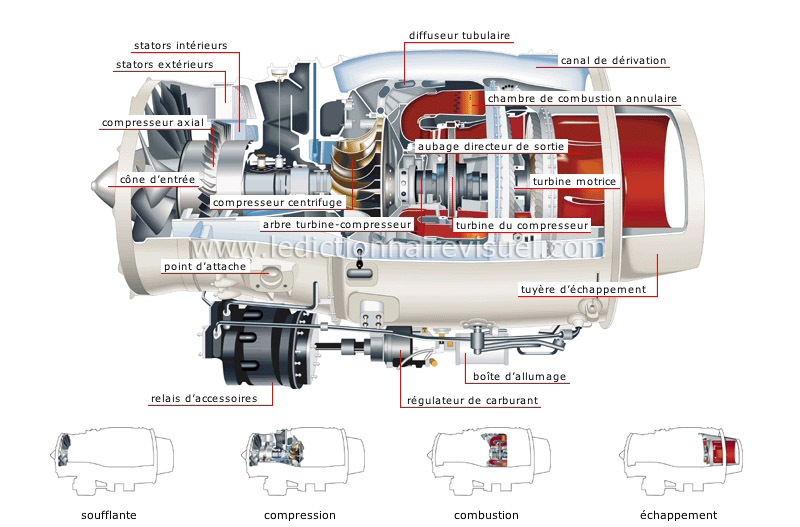 diffuseur tubulaire
stators intérieurs
canal de dérivation
stators extérieurs
chambre de combustion annulaire
compresseur axial
aubage directeur de sortie
cône d'entrée
turbine motrice
compresseur centrifuge
arbre turbine-compresseur
turbine du compresseur
www.ledictionnairevisuel.com
point d'attache
tuyère d'échappement
boîte d'allumage
relais d'accessoires
régulateur de carburant
soufflante
compression
combustion
échappement